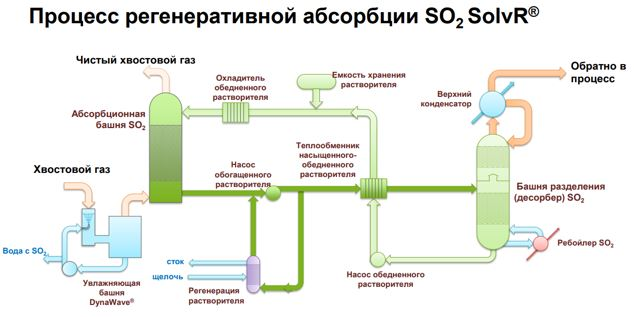 Процесс регенеративной абсорбции SO2 SolvR®
Чистый хвостовой газ
Обратно в
процесс
Охладитель
обедненного
растворителя
Емкость хранения
растворителя
Верхний
конденсатор
Абсорбционная
башня SO2
Хвостовой газ
Насос
обогащенного
растворителя
Теплообменник
насыщенного-
обедненного
растворителя
Башня разделения
(десорбер) SO2
Вода с SO2
сток
щелочь
Ребойлер SO2
Увлажняющая
башня
DynaWave®
Регенерация
растворителя
Насос обедненного
растворителя